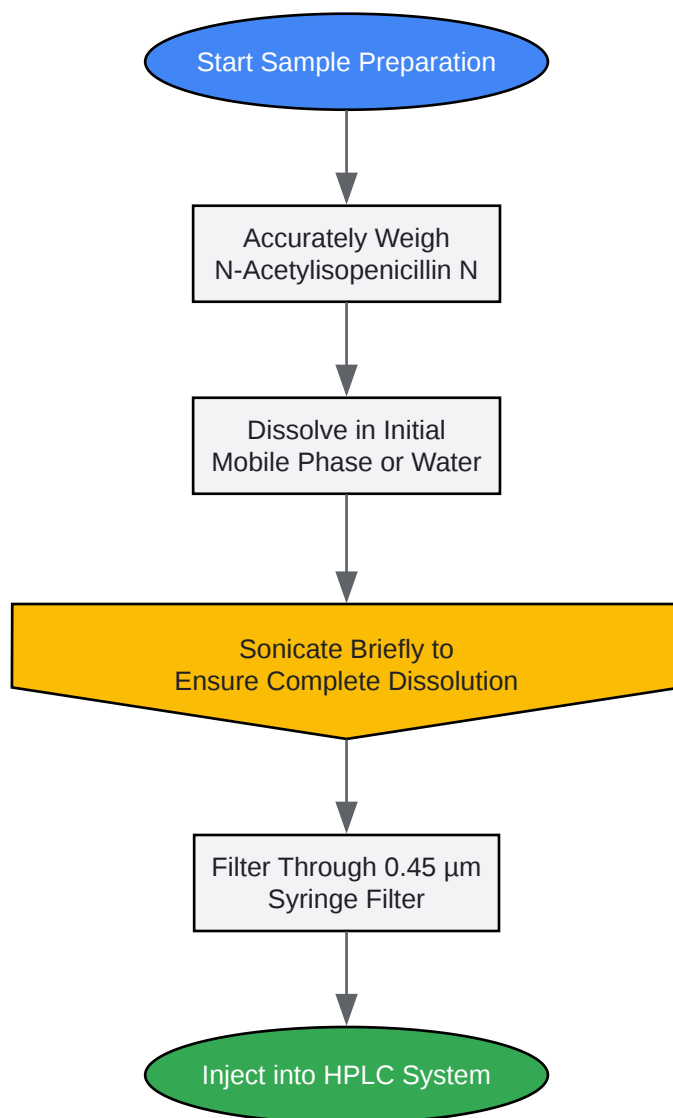 Start Sample Preparation
Accurately Weigh
N-Acetylisopenicillin N
Dissolve in Initial
Mobile Phase or Water
Sonicate Briefly to
Ensure Complete Dissolution
Filter Through 0.45 µm
Syringe Filter
Inject into HPLC System